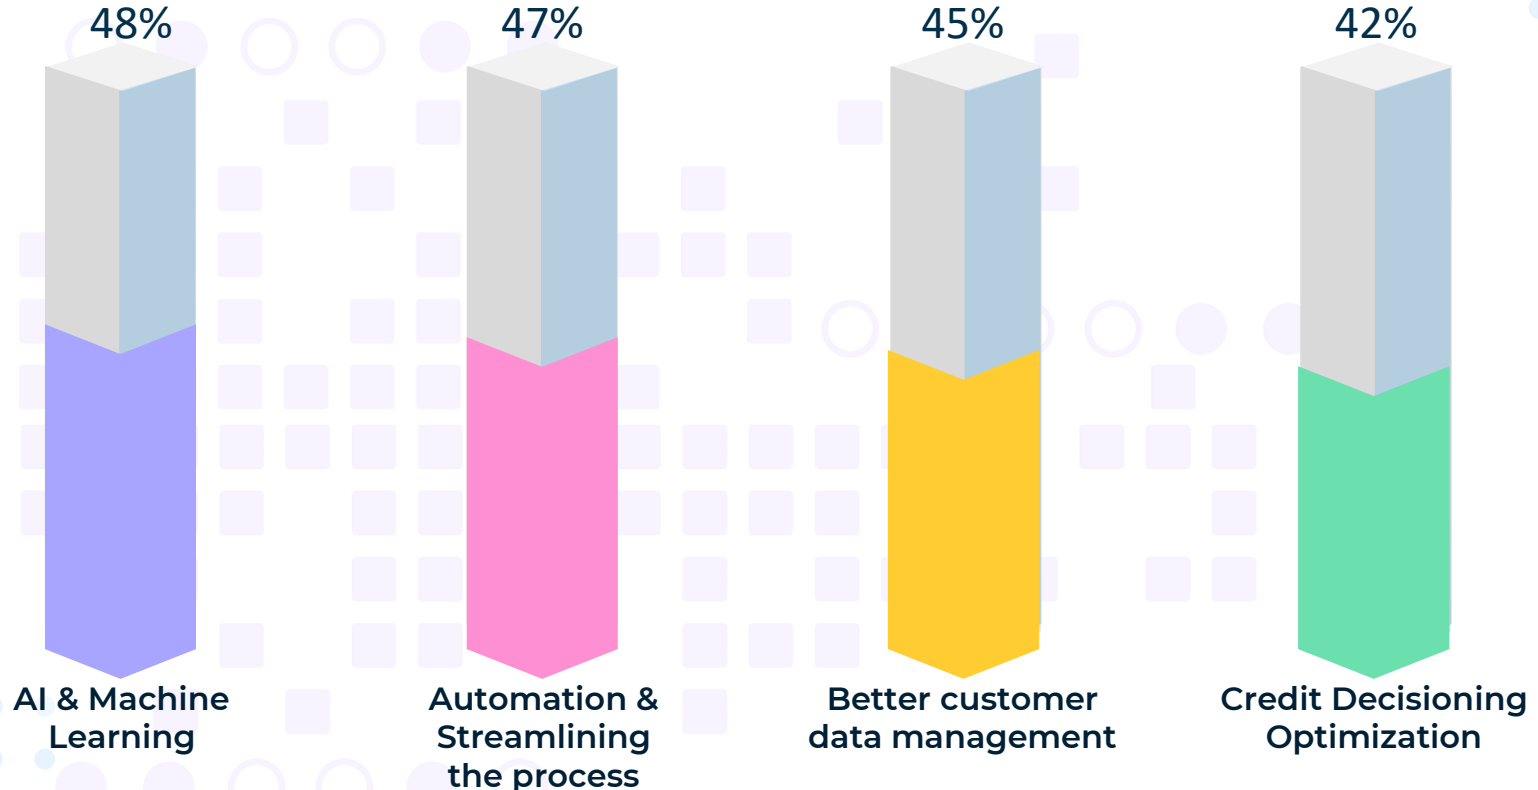 48%
47%
45%
42%
AI & Machine
Learning
Automation &
Streamlining
the process
Better customer
data management
Credit Decisioning
Optimization